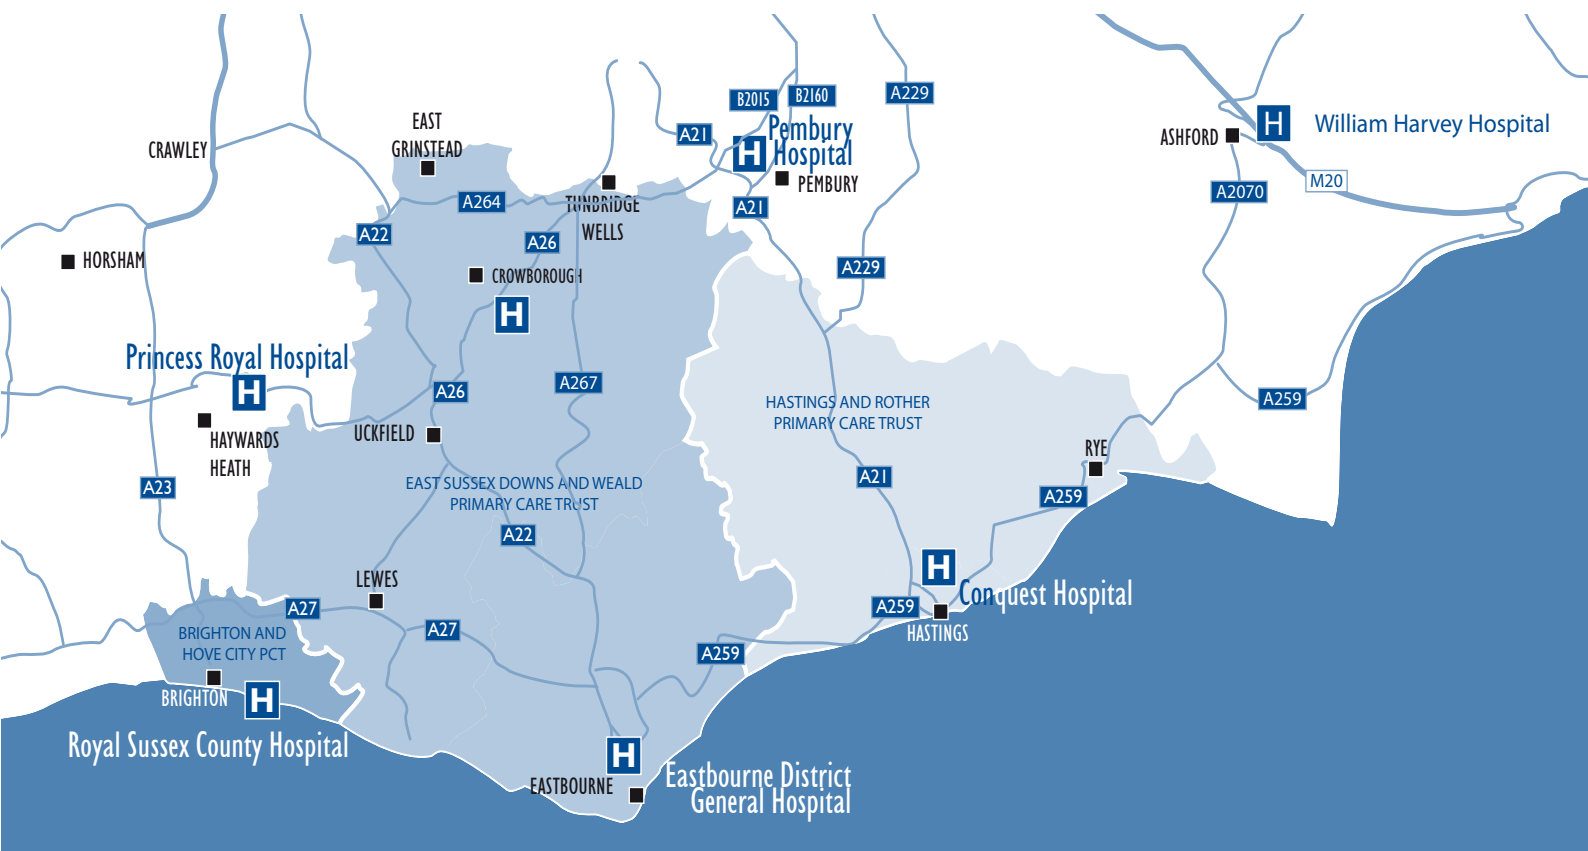 B2015
B2160
A229
EAST
GRINSTEAD
A21
Pembury
Hospital
H
H
William Harvey Hospital
ASHFORD
CRAWLEY
PEMBURY
M20
A2070
A264
TUNBRIDGE
WELLS
A21
A22
A26
HORSHAM
CROWBOROUGH
A229
H
Princess Royal Hospital
H
A26
A267
HASTINGS AND ROTHER
PRIMARY CARE TRUST
A259
HAYWARDS
HEATH
UCKFIELD
RYE
A23
EAST SUSSEX DOWNS AND WEALD
PRIMARY CARE TRUST
A21
A259
A22
H
Conquest Hospital
LEWES
A27
A259
HASTINGS
BRIGHTON AND
HOVE CITY PCT
A27
A259
BRIGHTON
H
Royal Sussex County Hospital
H
EASTBOURNE
Eastbourne District
General Hospital